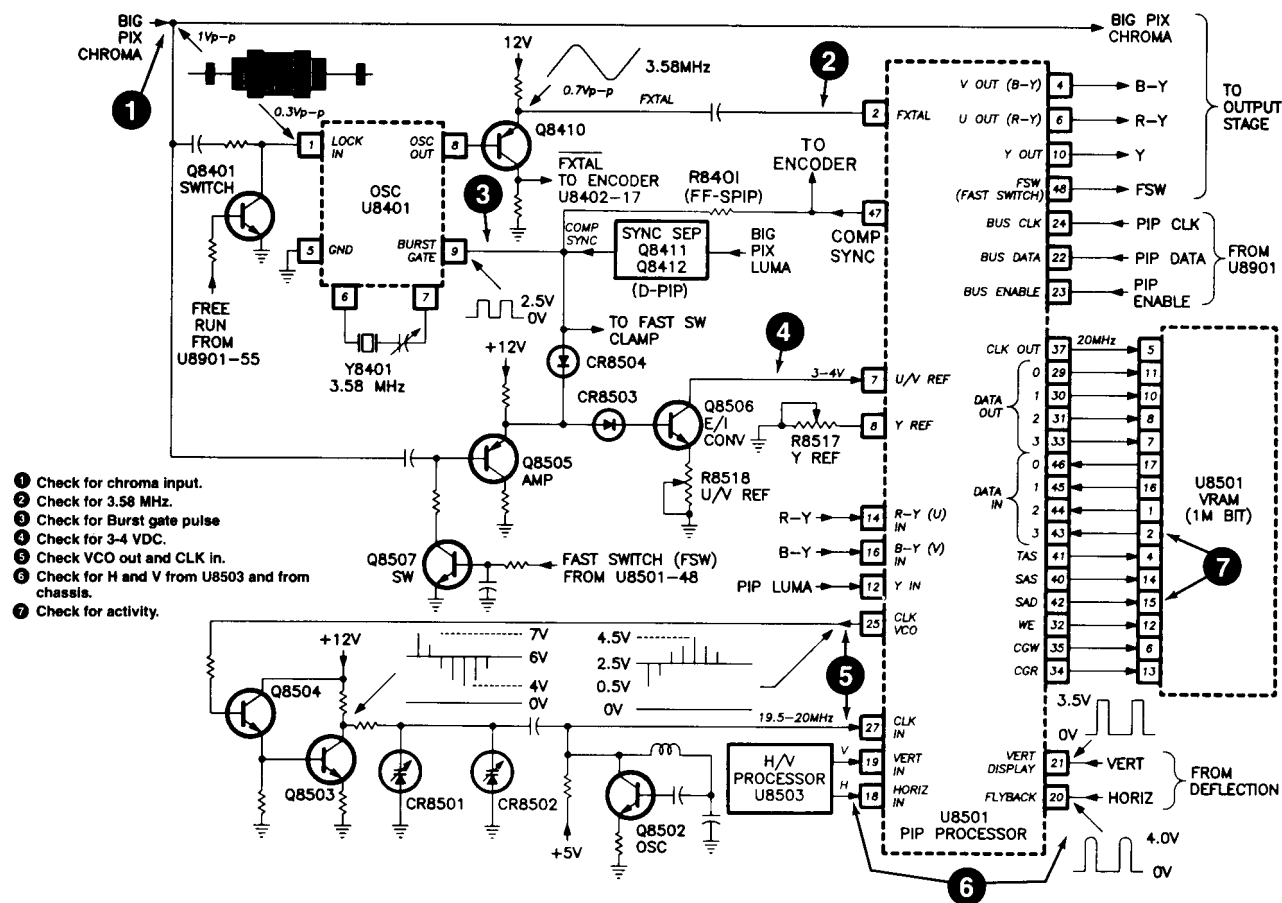 BIG
PIX
CHROMA
1Vp-p
1
0.3Vp-p
12V
3.58MHz
0.7Vp-p
FXTAL
2
BIG PIX
CHROMA
TO
OUTPUT
STAGE
1
LOCK
IN
OSC
OUT
8
Q8410
OSC
U8401
5
GND
BURST
GATE
9
6
7
Q8401
SWITCH
FREE
RUN
FROM
U8901-55
Y8401
3.58 MHz
FXTAL
TO ENCODER
U8402-17
3
R8401
(FF-SPIP)
TO
ENCODER
COMP
SYNC
SYNC SEP
Q8411
Q8412
(D-PIP)
BIG
PIX
LUMA
2.5V
0V
TO FAST SW
CLAMP
CR8504
+12V
CR8503
Q8505
AMP
Q8506
E/I
CONV
3-4V
4
R8517
Y REF
R8518
U/V REF
Q8507
SW
FAST SWITCH (FSW)
FROM U8501-48
R-Y
B-Y
PIP LUMA
2
FXTAL
47
COMP
SYNC
7
U/V REF
8
Y REF
14
R-Y (U)
IN
16
B-Y (V)
IN
12
Y IN
25
CLK
VCO
27
CLK
IN
19
VERT
IN
18
HORIZ
IN
V OUT (B-Y)
4
B-Y
U OUT (R-Y)
6
R-Y
Y OUT
10
Y
FSW
(FAST SWITCH)
48
FSW
BUS CLK
24
PIP CLK
BUS DATA
22
PIP DATA
BUS ENABLE
23
PIP
ENABLE
FROM
U8901
CLK OUT
37
20MHz
5
DATA
OUT
0
29
11
1
30
10
2
31
8
3
33
7
DATA
IN
0
46
17
1
45
16
2
44
1
3
43
2
TAS
41
4
SAS
40
14
SAD
42
15
WE
32
12
CGW
35
6
CGR
34
13
U8501
VRAM
(1M BIT)
7
3.5V
0V
VERT
DISPLAY
21
VERT
FLYBACK
20
HORIZ
FROM
DEFLECTION
4.0V
0V
U8501
PIP PROCESSOR
6
1 Check for chroma input.
2 Check for 3.58 MHz.
3 Check for Burst gate pulse
4 Check for 3-4 VDC.
5 Check VCO out and CLK in.
6 Check for H and V from U8503 and from
chassis.
7 Check for activity.
+12V
7V
6V
4V
0V
4.5V
2.5V
0.5V
0V
5
19.5-20MHz
Q8504
Q8503
CR8501
CR8502
+5V
Q8502
OSC
H/V
PROCESSOR
U8503
V
H